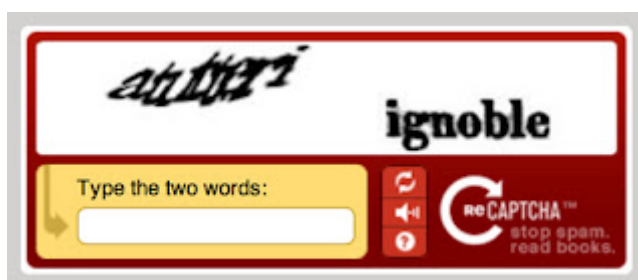 ignoble
Type the two words:
reCAPTCHA™
stop spam.
read books.